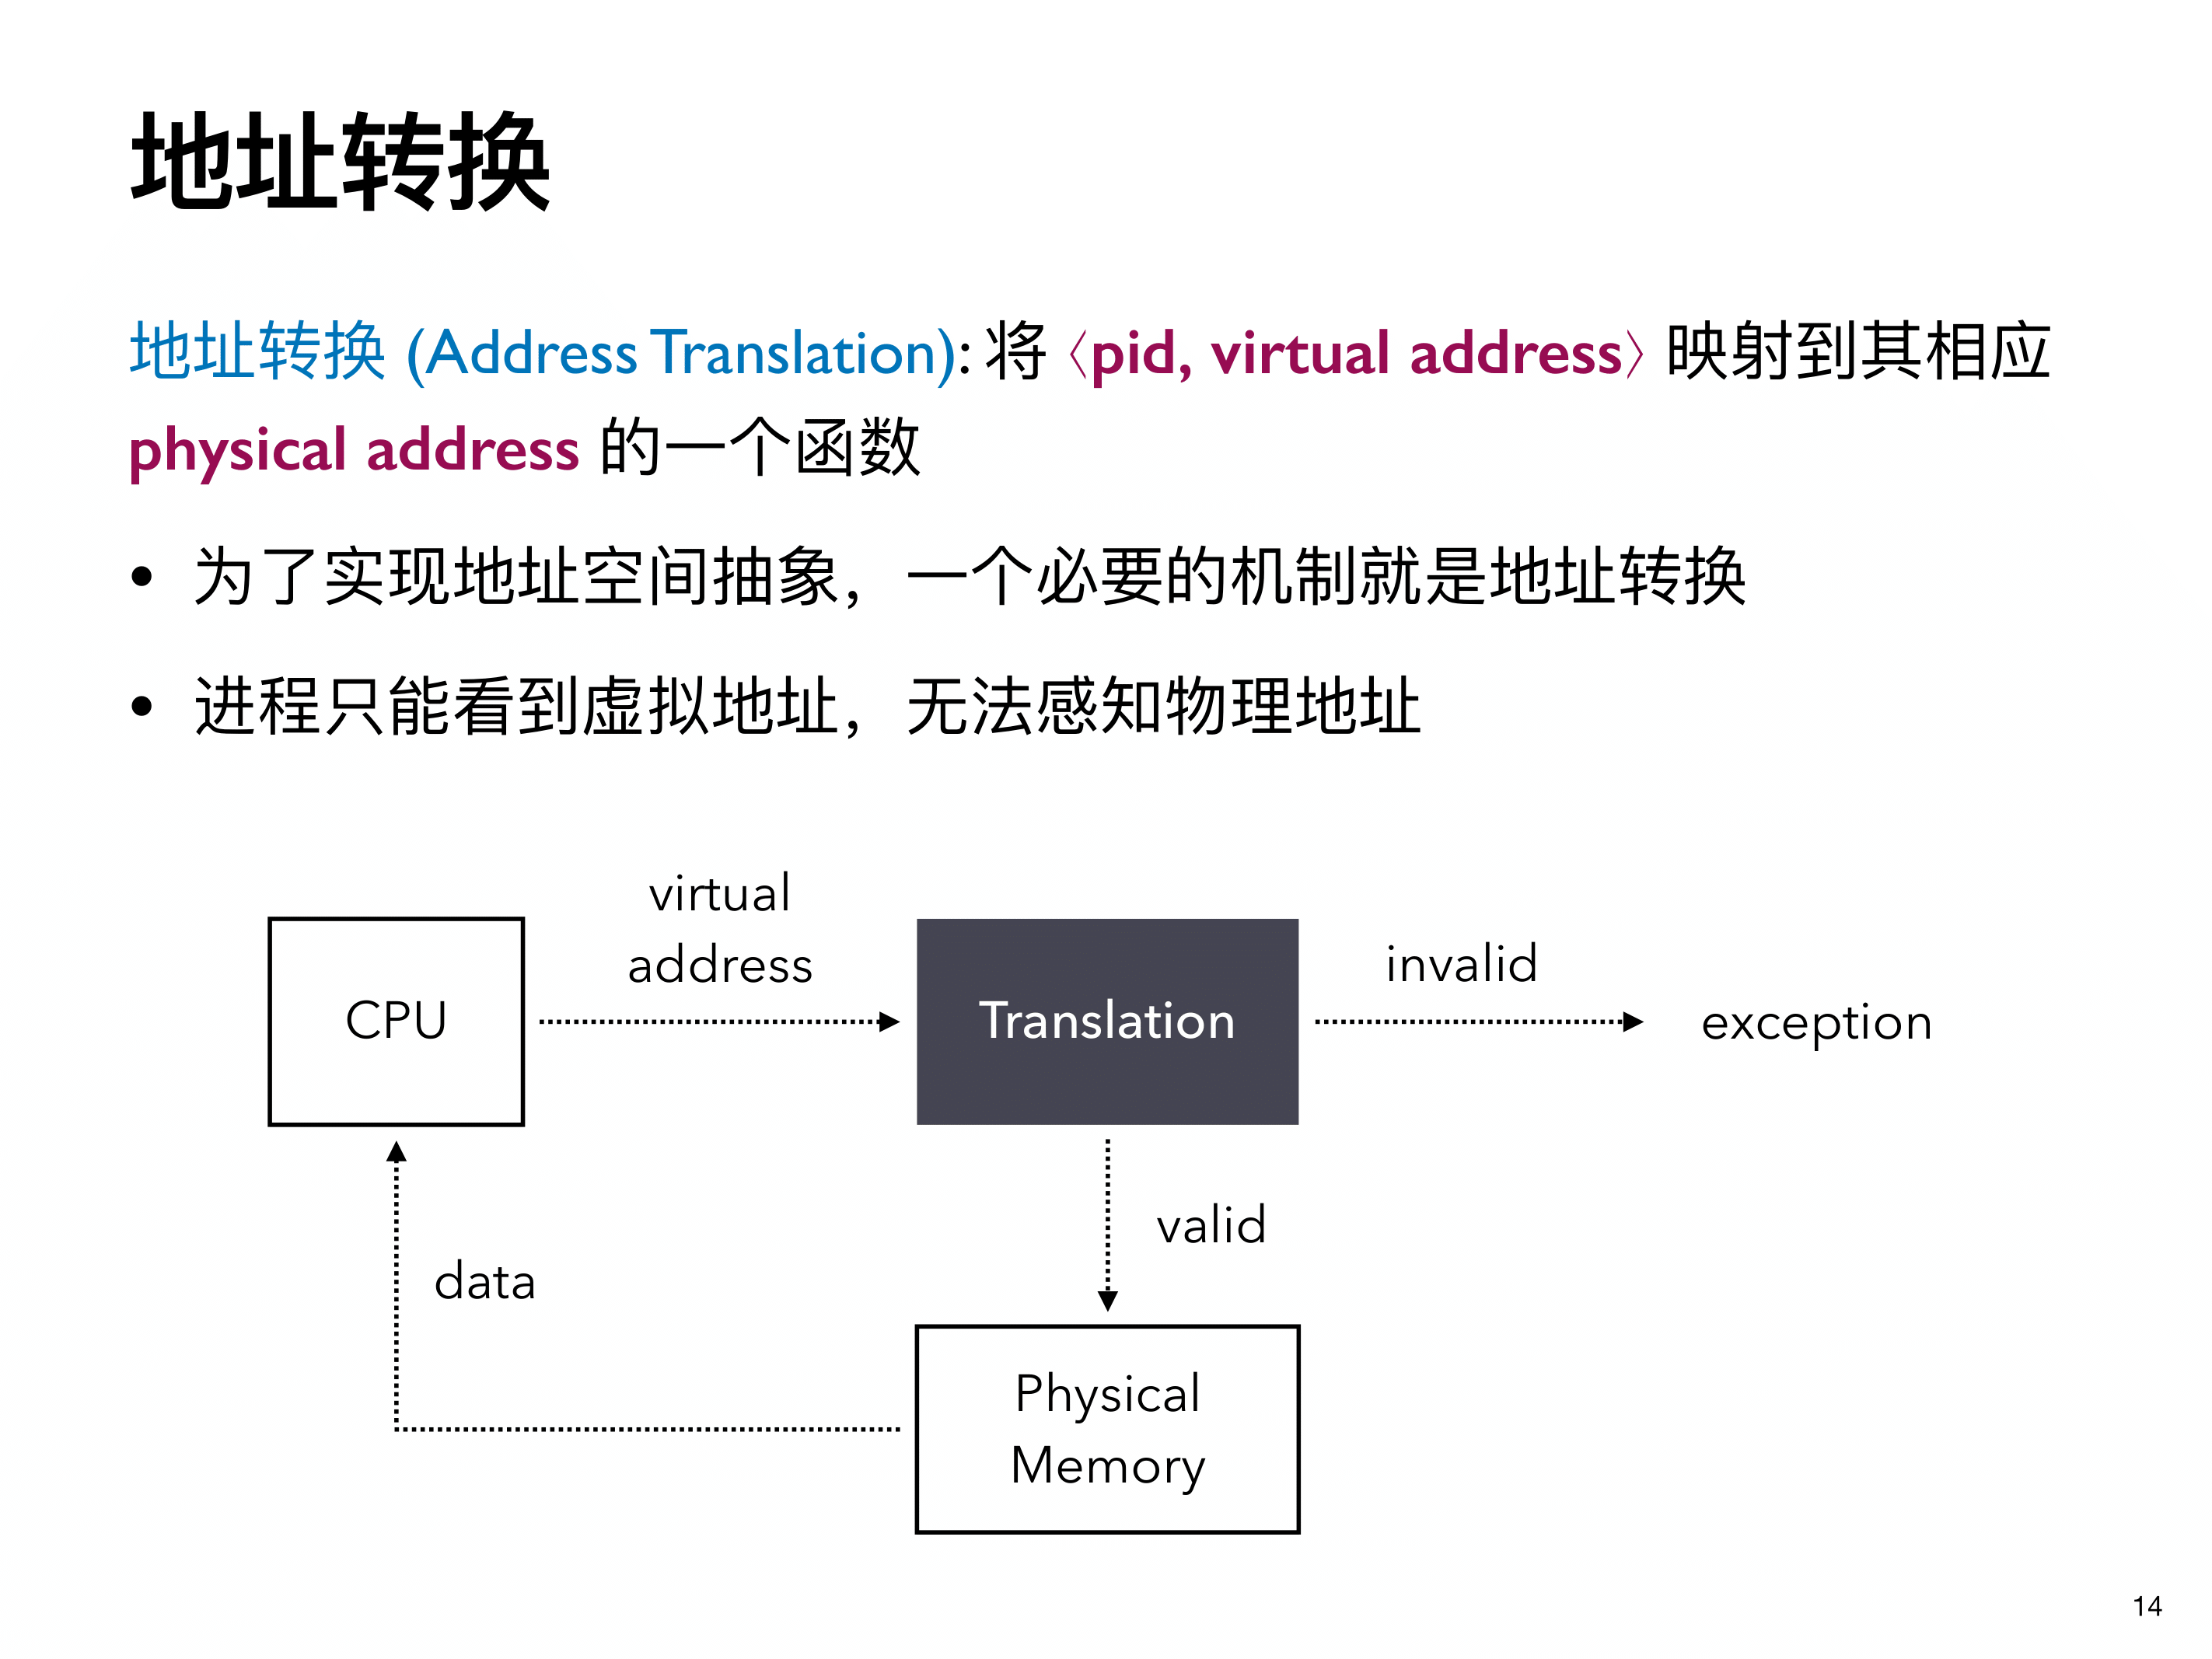 地址转换
地址转换 (Address Translation): 将〈pid, virtual address〉映射到其相应
physical address 的一个函数
• 为了实现地址空间抽象，一个必要的机制就是地址转换
• 进程只能看到虚拟地址，无法感知物理地址
virtual
address
CPU
Translation
invalid
exception
valid
data
Physical
Memory
14